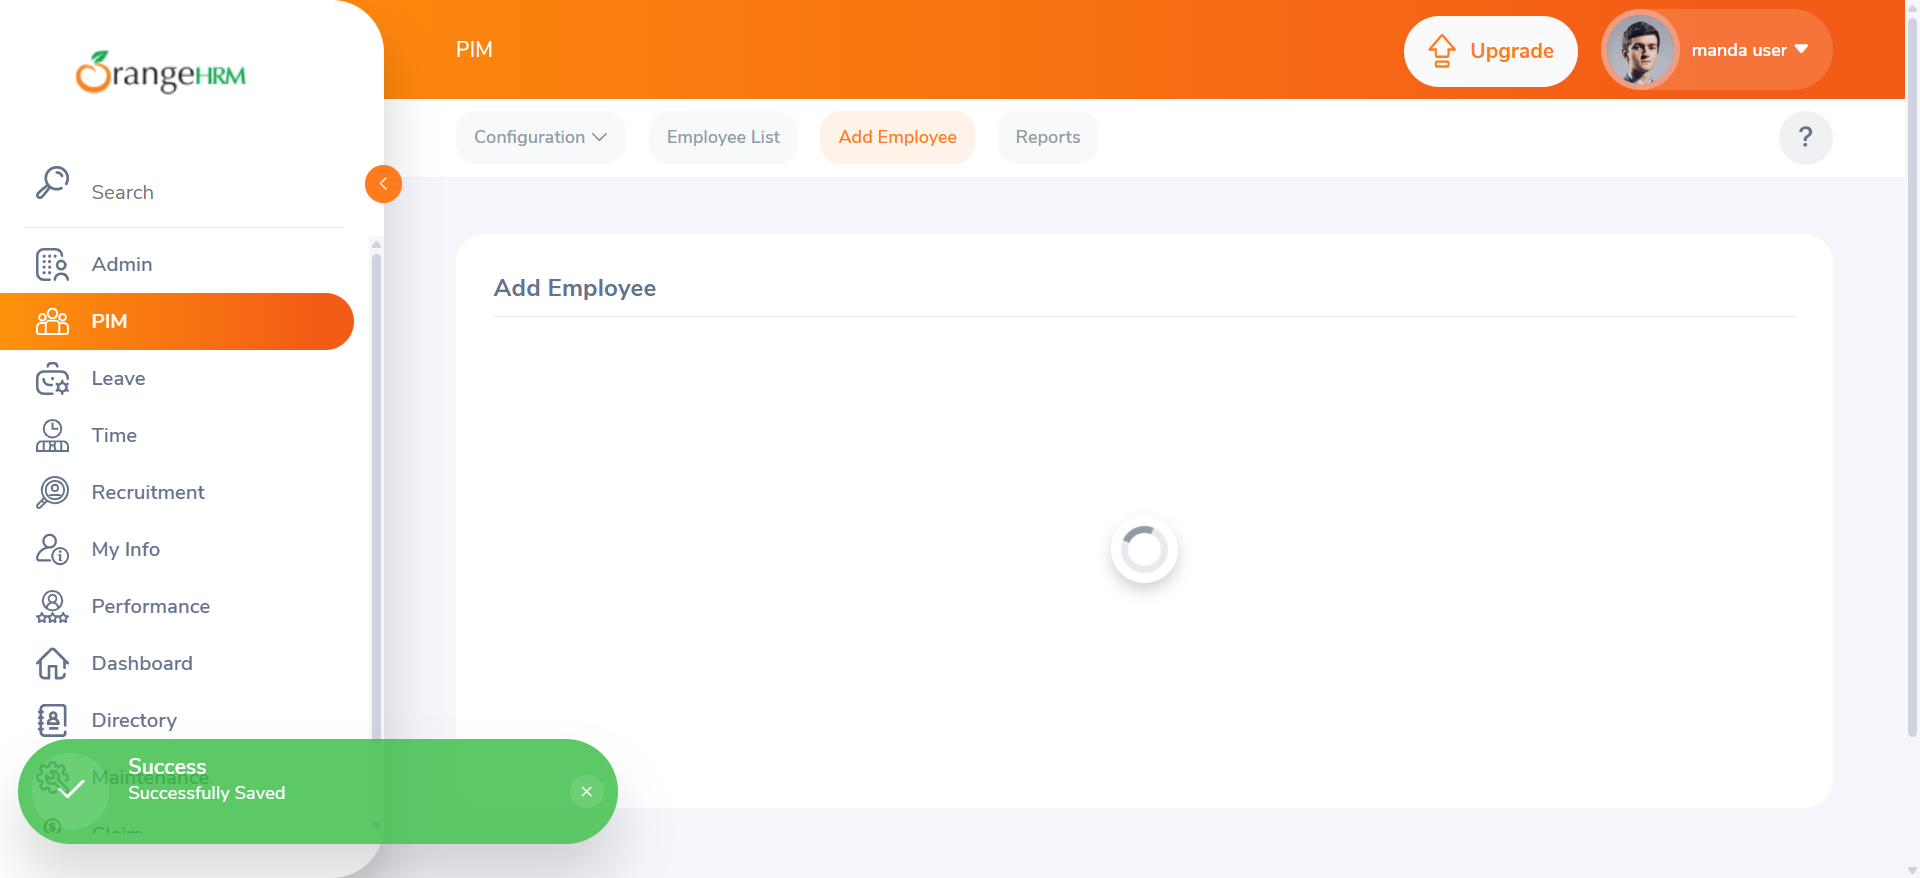 OrangeHRM
Search
Admin
PIM
Leave
Time
Recruitment
My Info
Performance
Dashboard
Directory
Maintenance
Claim
PIM
Upgrade
manda user
Configuration
Employee List
Add Employee
Reports
?
Add Employee
Success
Successfully Saved